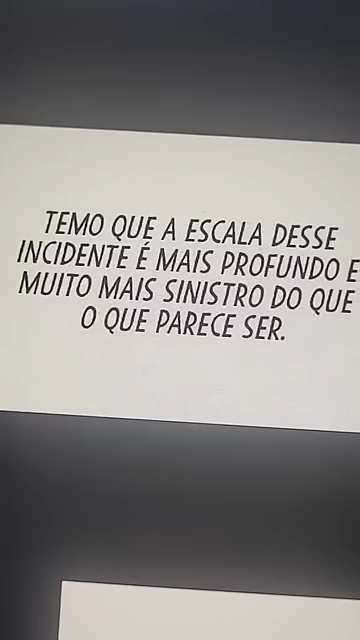 TEMO QUE A ESCALA DESSE
INCIDENTE É MAIS PROFUNDO E
MUITO MAIS SINISTRO DO QUE
O QUE PARECE SER.